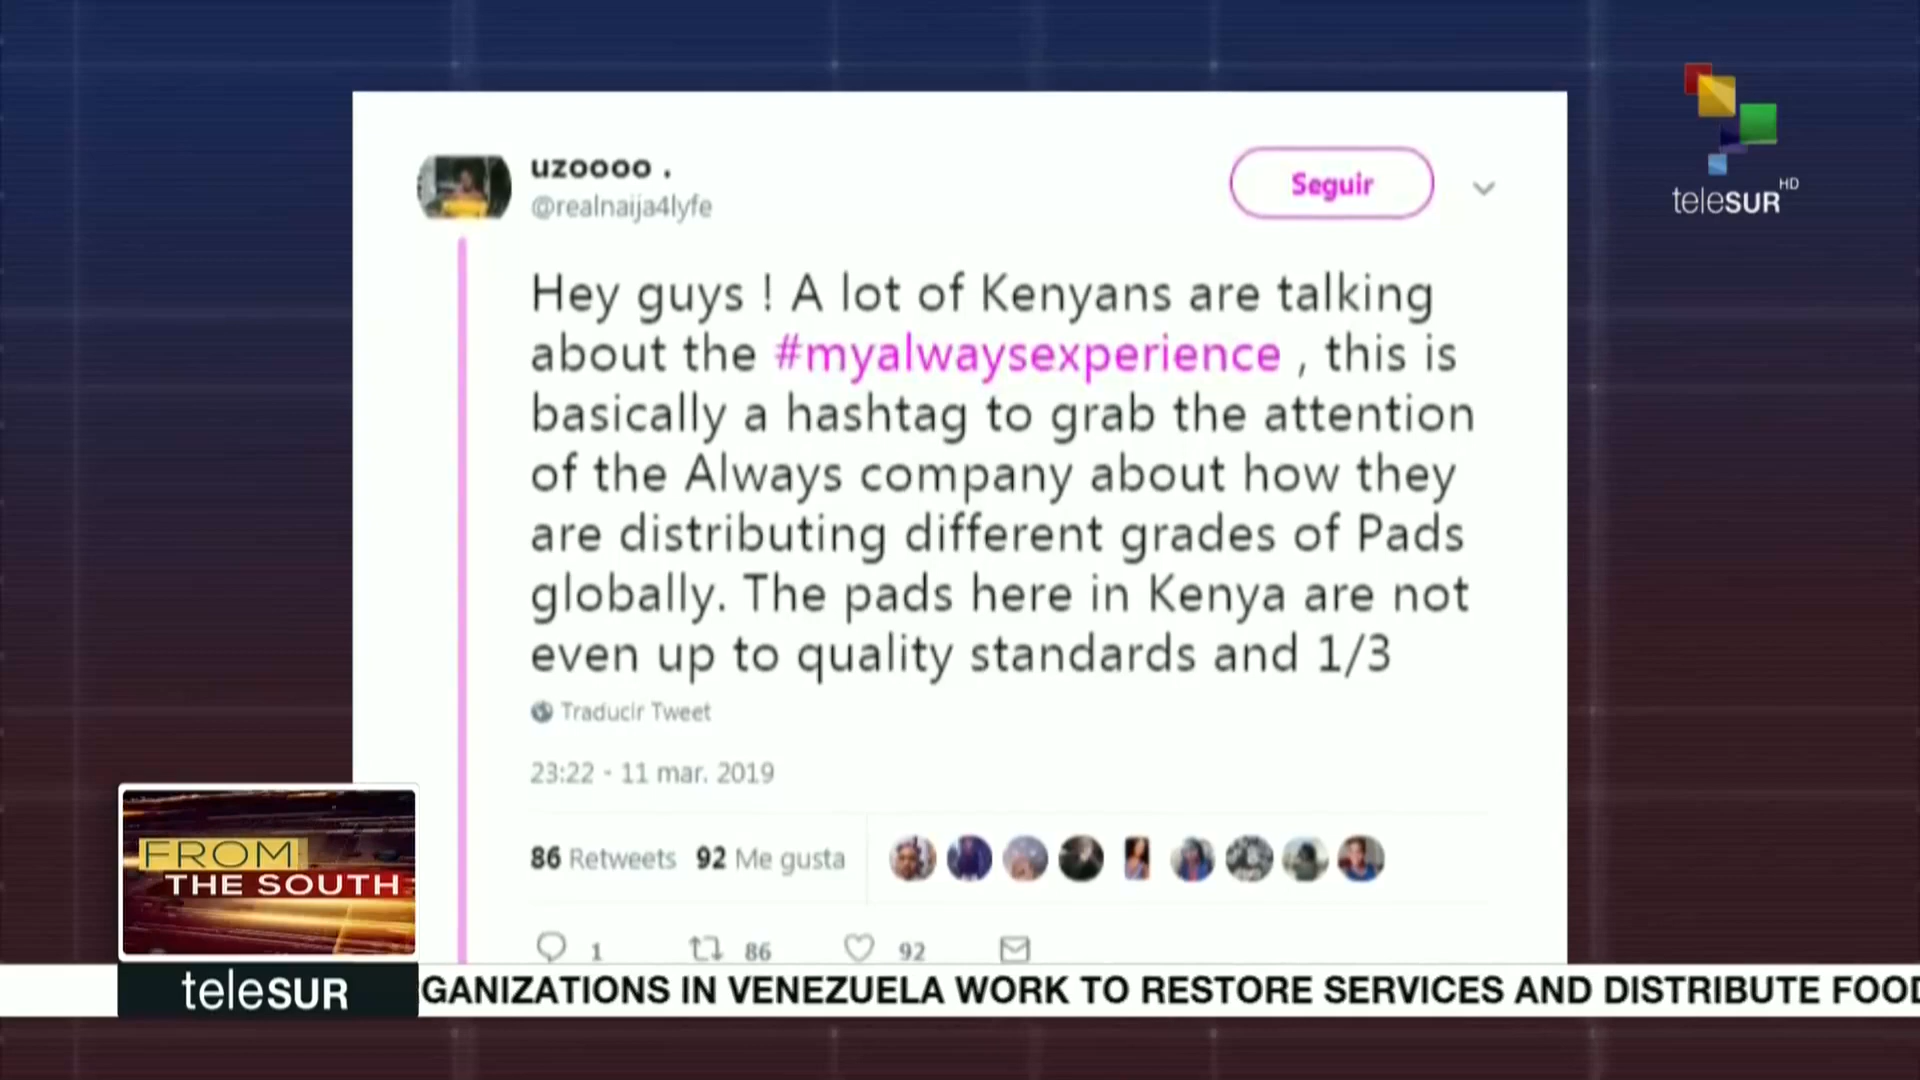 uzoooo .
@realnaija4lyfe
Seguir
teleSUR HD
Hey guys ! A lot of Kenyans are talking
about the #myalwaysexperience , this is
basically a hashtag to grab the attention
of the Always company about how they
are distributing different grades of Pads
globally. The pads here in Kenya are not
even up to quality standards and 1/3
Traducir Tweet
23:22 - 11 mar. 2019
86 Retweets 92 Me gusta
1 86 92
FROM
THE SOUTH
teleSUR
GANIZATIONS IN VENEZUELA WORK TO RESTORE SERVICES AND DISTRIBUTE FOOD